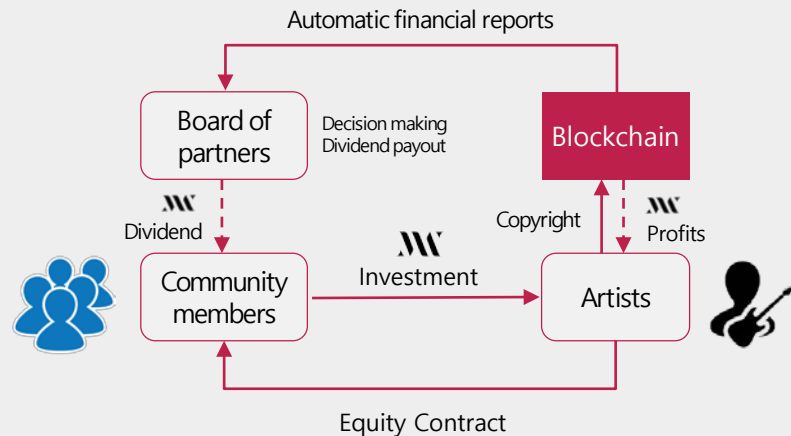 Automatic financial reports
Board of
partners
Decision making
Dividend payout
Blockchain
Dividend
Copyright
Profits
Investment
Community
members
Artists
Equity Contract